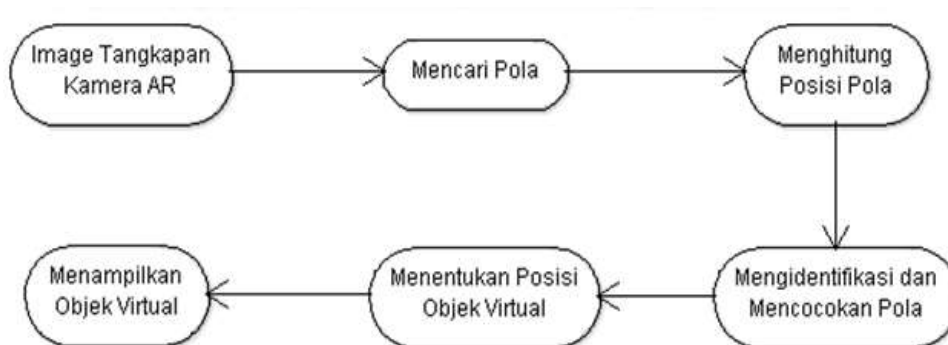 Image Tangkapan
Kamera AR
Mencari Pola
Menghitung
Posisi Pola
Mengidentifikasi dan
Mencocokan Pola
Menentukan Posisi
Objek Virtual
Menampilkan
Objek Virtual